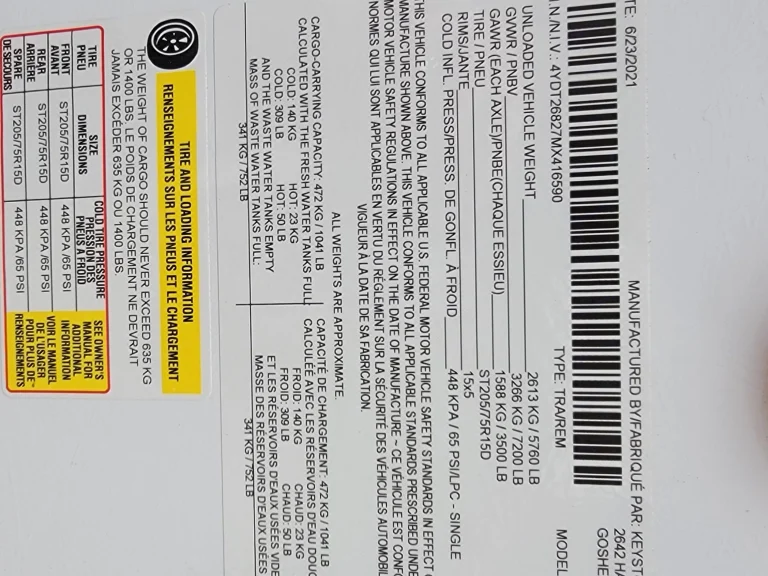 MANUFACTURED BY/FABRIQUÉ PAR: KEYST
2642 HA
GOSHE
TE: 6/23/2021
.N./N.I.V.: 4YDT26827MX416590
TYPE: TRA/REM
MODEL
UNLOADED VEHICLE WEIGHT 2613 KG / 5760 LB
GVWR / PNBV 3266 KG / 7200 LB
GAWR (EACH AXLE)/PNBE(CHAQUE ESSIEU) 1588 KG / 3500 LB
TIRE / PNEU ST205/75R15D
RIMS/JANTE 15x5
COLD INFL. PRESS/PRESS. DE GONFL. À FROID 448 KPA / 65 PSI/LPC - SINGLE
THIS VEHICLE CONFORMS TO ALL APPLICABLE U.S. FEDERAL MOTOR VEHICLE SAFETY STANDARDS IN EFFECT
MANUFACTURE SHOWN ABOVE. THIS VEHICLE CONFORMS TO ALL APPLICABLE STANDARDS PRESCRIBED UNDE
MOTOR VEHICLE SAFETY REGULATIONS IN EFFECT ON THE DATE OF MANUFACTURE ~ CE VÉHICULE EST CONFO
NORMES QUI LUI SONT APPLICABLES EN VERTU DU RÈGLEMENT SUR LA SÉCURITÉ DES VÉHICULES AUTOMOBIL
VIGUEUR À LA DATE DE SA FABRICATION.
ALL WEIGHTS ARE APPROXIMATE.
CARGO-CARRYING CAPACITY: 472 KG / 1041 LB
CALCULATED WITH THE FRESH WATER TANKS FULL
COLD: 140 KG HOT: 23 KG
COLD: 309 LB HOT: 50 LB
AND THE WASTE WATER TANKS EMPTY
MASS OF WASTE WATER TANKS FULL:
341 KG / 752 LB
CAPACITÉ DE CHARGEMENT: 472 KG / 1041 LB
CALCULÉE AVEC LES RÉSERVOIRS D'EAU DOUC
FROID: 140 KG CHAUD: 23 KG
FROID: 309 LB CHAUD: 50 LB
ET LES RÉSERVOIRS D'EAUX USÉES VIDE
MASSE DES RÉSERVOIRS D'EAUX USÉES
341 KG / 752 LB
TIRE AND LOADING INFORMATION
RENSEIGNEMENTS SUR LES PNEUS ET LE CHARGEMENT
THE WEIGHT OF CARGO SHOULD NEVER EXCEED 635 KG
OR 1400 LBS. LE POIDS DE CHARGEMENT NE DEVRAIT
JAMAIS EXCÉDER 635 KG OU 1400 LBS.
TIRE PNEU
SIZE DIMENSIONS
COLD TIRE PRESSURE
PRESSION DES
PNEUS À FROID
FRONT AVANT ST205/75R15D 448 KPA /65 PSI
REAR ARRIÈRE ST205/75R15D 448 KPA /65 PSI
SPARE DE SECOURS ST205/75R15D 448 KPA /65 PSI
SEE OWNER'S
MANUAL FOR
ADDITIONAL
INFORMATION
VOIR LE MANUEL
DE L'USAGER
POUR PLUS DE
RENSEIGNEMENTS